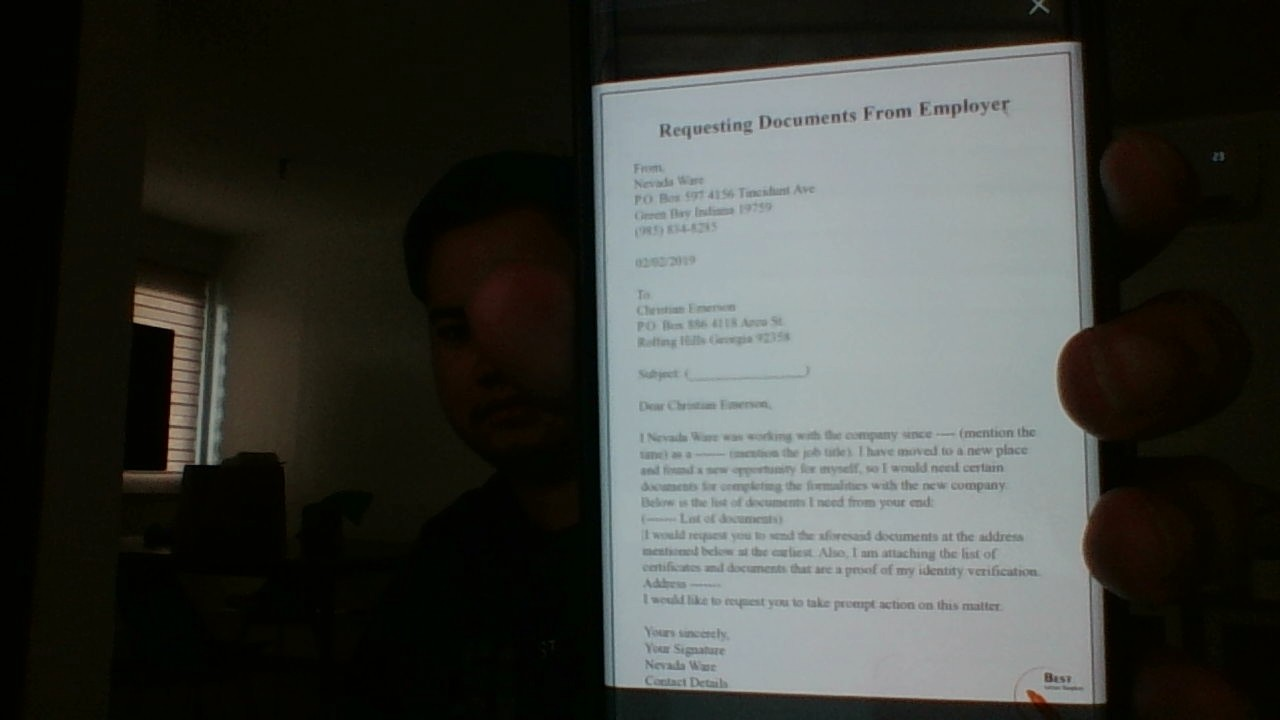 Requesting Documents From Employer
From,
Nevada Ware
P.O. Box 597 4156 Tincidunt Ave
Green Bay Indiana 19759
(985) 834-8285
02/02/2019
To
Christian Emerson
P.O. Box 886 4118 Arcu St.
Rolling Hills Georgia 92358
Subject: (____________________)
Dear Christian Emerson,
I Nevada Ware was working with the company since ---- (mention the
time) as a ------ (mention the job title). I have moved to a new place
and found a new opportunity for myself, so I would need certain
documents for completing the formalities with the new company.
Below is the list of documents I need from your end:
(------ List of documents)
I would request you to send the aforesaid documents at the address
mentioned below at the earliest. Also, I am attaching the list of
certificates and documents that are a proof of my identity verification.
Address ------
I would like to request you to take prompt action on this matter.
Yours sincerely,
Your Signature
Nevada Ware
Contact Details
BEST
23